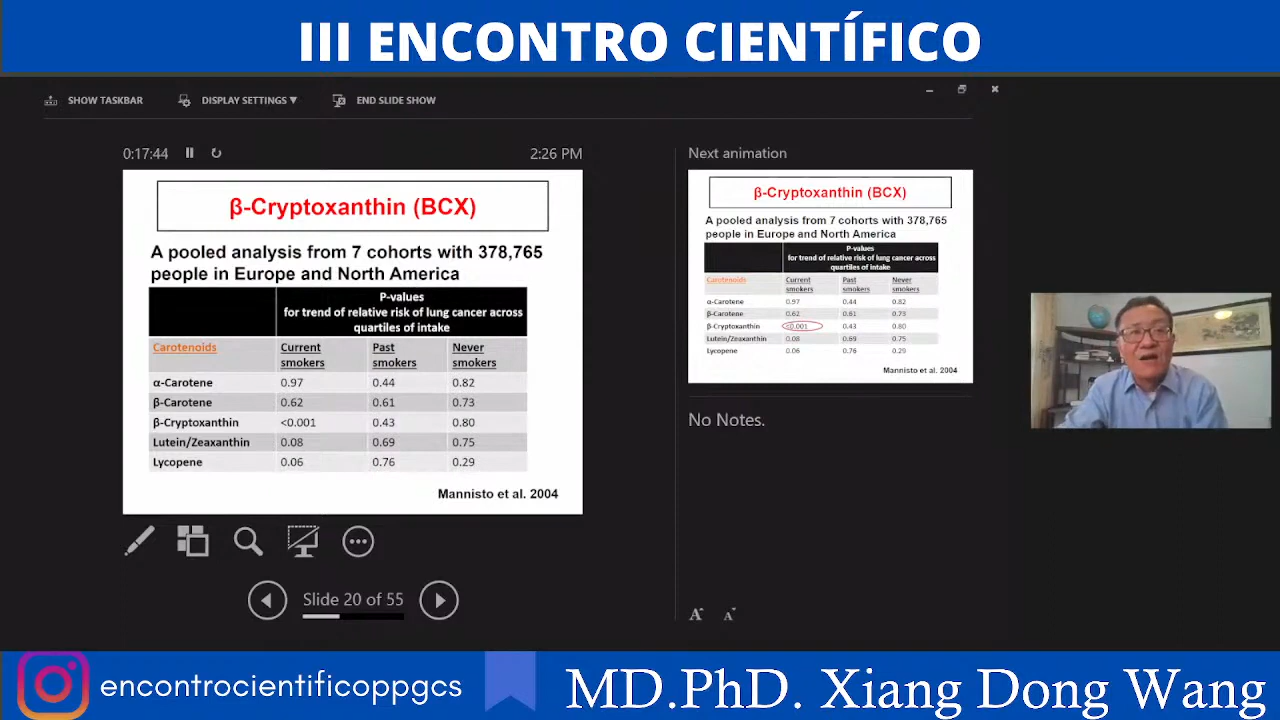 III ENCONTRO CIENTÍFICO
SHOW TASKBAR
DISPLAY SETTINGS ▼
END SLIDE SHOW
0:17:44
2:26 PM
β-Cryptoxanthin (BCX)
A pooled analysis from 7 cohorts with 378,765
people in Europe and North America
P-values
for trend of relative risk of lung cancer across
quartiles of intake
Carotenoids Current smokers Past smokers Never smokers
α-Carotene 0.97 0.44 0.82
β-Carotene 0.62 0.61 0.73
β-Cryptoxanthin <0.001 0.43 0.80
Lutein/Zeaxanthin 0.08 0.69 0.75
Lycopene 0.06 0.76 0.29
Mannisto et al. 2004
Slide 20 of 55
Next animation
β-Cryptoxanthin (BCX)
A pooled analysis from 7 cohorts with 378,765
people in Europe and North America
P-values
for trend of relative risk of lung cancer across
quartiles of intake
Carotenoids Current smokers Past smokers Never smokers
α-Carotene 0.97 0.44 0.82
β-Carotene 0.62 0.61 0.73
β-Cryptoxanthin <0.001 0.43 0.80
Lutein/Zeaxanthin 0.08 0.69 0.75
Lycopene 0.06 0.76 0.29
Mannisto et al. 2004
No Notes.
A A
encontrocientificoppgcs
MD.PhD. Xiang Dong Wang